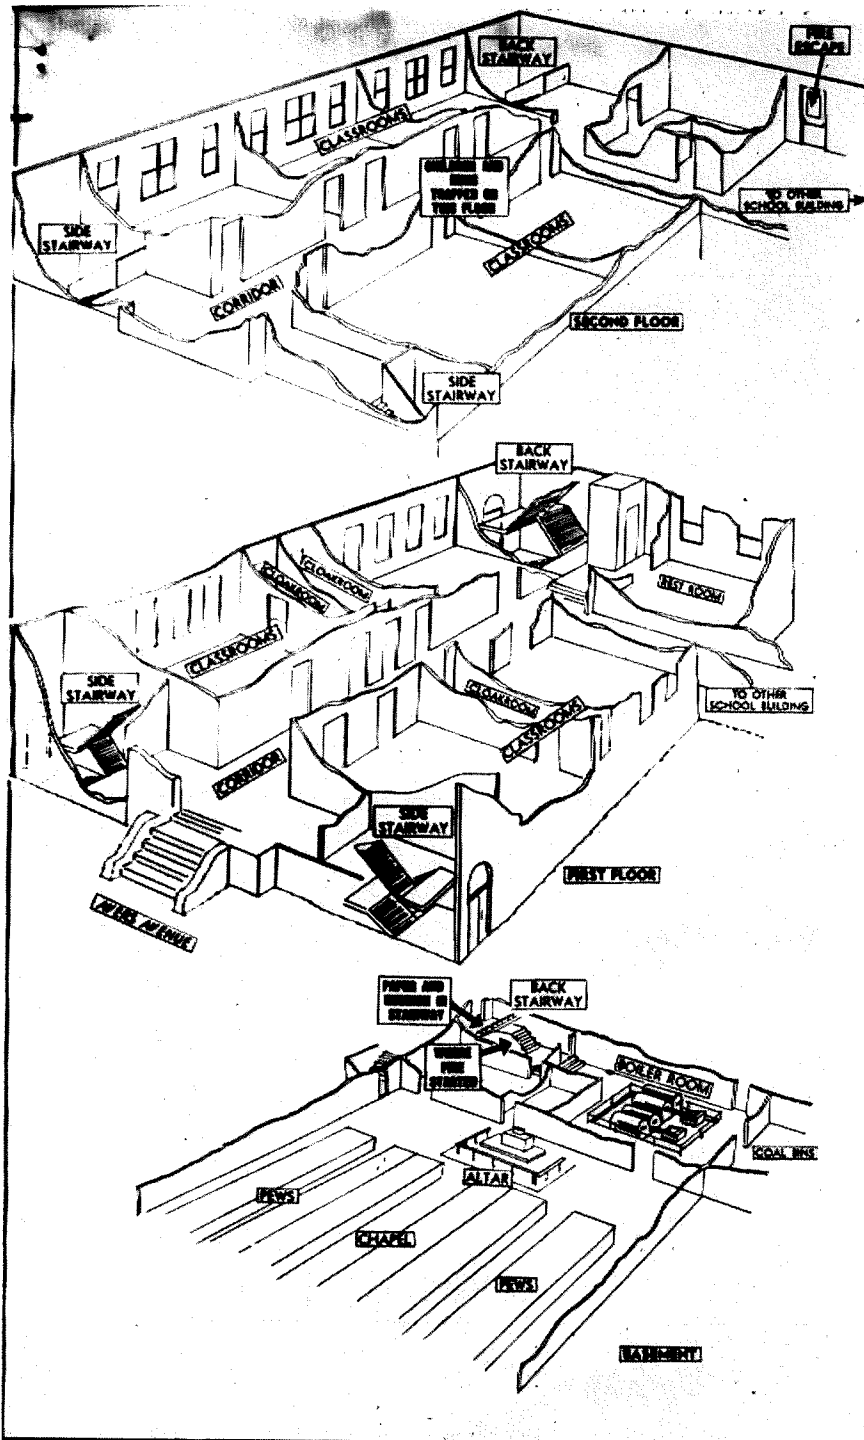 BACK
STAIRWAY
FIRE
ESCAPE
CLASSROOMS
CHILDREN AND
NUNS
TRAPPED ON
THIS FLOOR
TO OTHER
SCHOOL BUILDING
SIDE
STAIRWAY
CLASSROOMS
CORRIDOR
SECOND FLOOR
SIDE
STAIRWAY
BACK
STAIRWAY
CLOAKROOM
CLOAKROOM
REST ROOM
CLASSROOMS
SIDE
STAIRWAY
CLOAKROOM
CLASSROOMS
TO OTHER
SCHOOL BUILDING
CORRIDOR
SIDE
STAIRWAY
FIRST FLOOR
AVERS AVENUE
PAPER AND
RUBBISH IN
STAIRWAY
BACK
STAIRWAY
WHERE
FIRE
STARTED
BOILER ROOM
COAL BINS
ALTAR
PEWS
CHAPEL
PEWS
BASEMENT